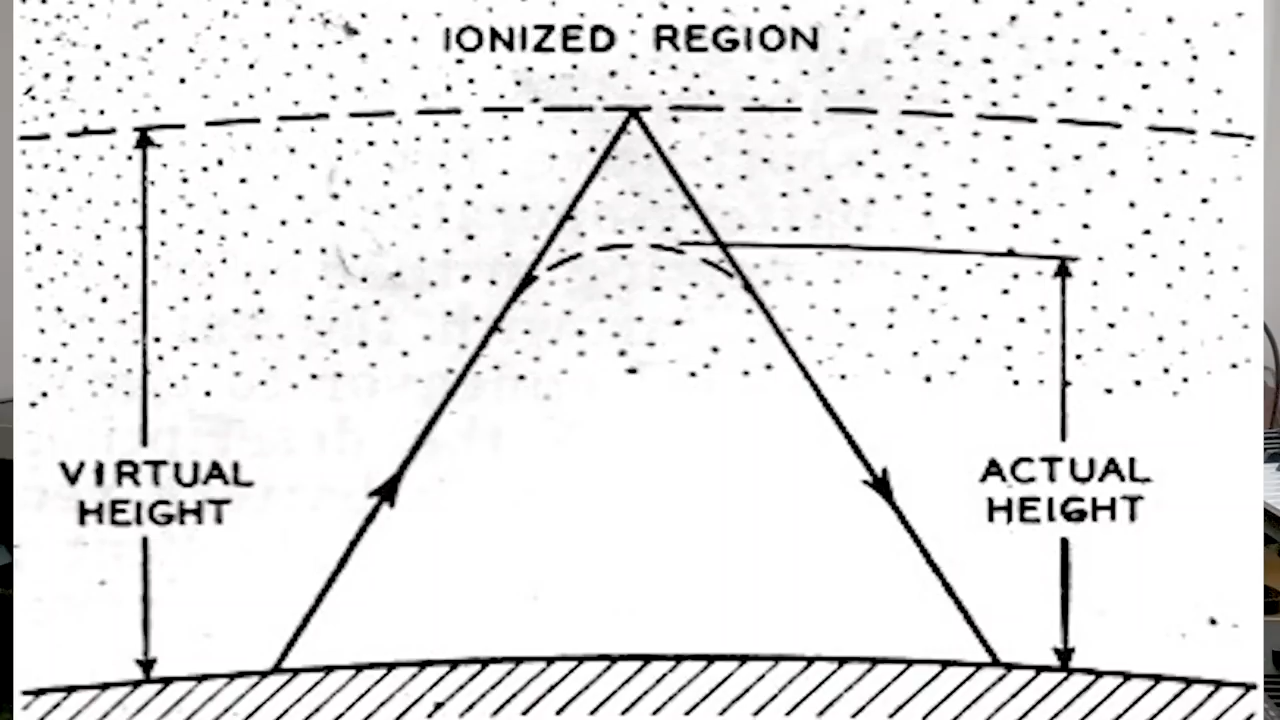 IONIZED REGION
VIRTUAL
HEIGHT
ACTUAL
HEIGHT